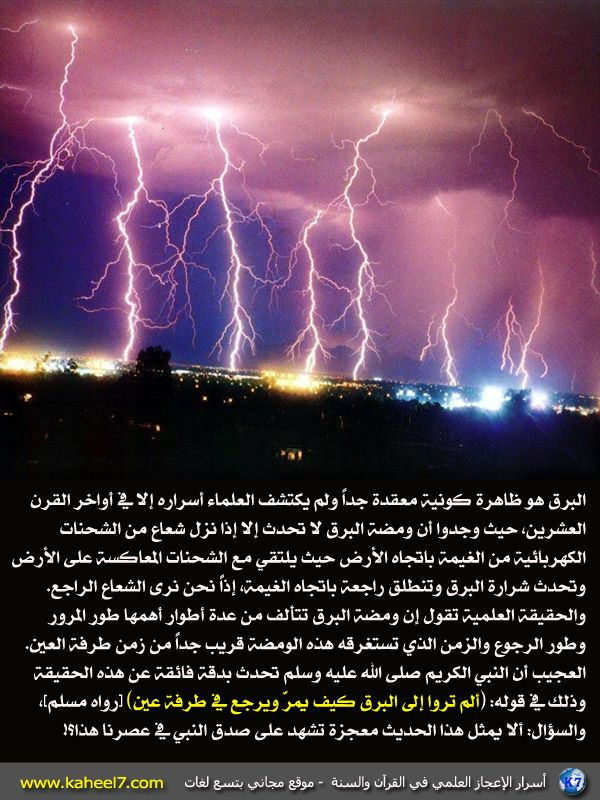 البرق هو ظاهرة كونية معقدة جداً ولم يكتشف العلماء أسراره إلا في أواخر القرن
العشرين، حيث وجدوا أن ومضة البرق لا تحدث إلا إذا نزل شعاع من الشحنات
الكهربائية من الغيمة باتجاه الأرض حيث يلتقي مع الشحنات المعاكسة على الأرض
وتحدث شرارة البرق وتنطلق راجعة باتجاه الغيمة، إذاً نحن نرى الشعاع الراجع.
والحقيقة العلمية تقول إن ومضة البرق تتألف من عدة أطوار أهمها طور المرور
وطور الرجوع والزمن الذي تستغرقه هذه الومضة قريب جداً من زمن طرفة العين.
العجيب أن النبي الكريم صلى الله عليه وسلم تحدث بدقة فائقة عن هذه الحقيقة
وذلك في قوله: (ألم تروا إلى البرق كيف يمرّ ويرجع في طرفة عين) [رواه مسلم]،
والسؤال: ألا يمثل هذا الحديث معجزة تشهد على صدق النبي في عصرنا هذا؟!
K7 أسرار الإعجاز العلمي في القرآن والسنة - موقع مجاني بتسع لغات www.kaheel7.com